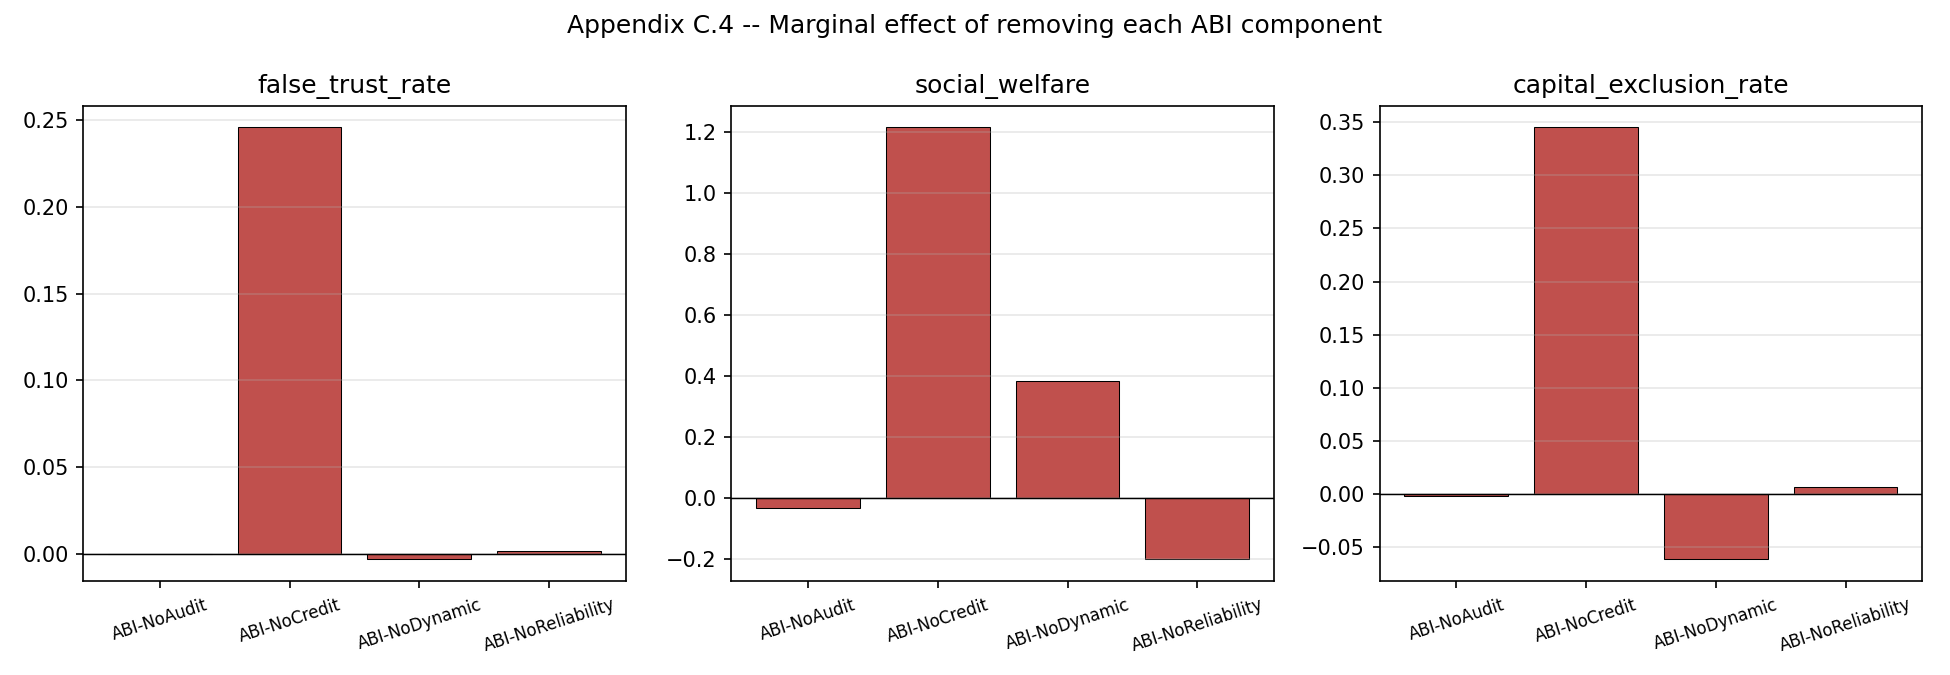 Appendix C.4 -- Marginal effect of removing each ABI component
false_trust_rate
0.25
0.20
0.15
0.10
0.05
0.00
ABI-NoAudit
ABI-NoCredit
ABI-NoDynamic
ABI-NoReliability
social_welfare
1.2
1.0
0.8
0.6
0.4
0.2
0.0
−0.2
ABI-NoAudit
ABI-NoCredit
ABI-NoDynamic
ABI-NoReliability
capital_exclusion_rate
0.35
0.30
0.25
0.20
0.15
0.10
0.05
0.00
−0.05
ABI-NoAudit
ABI-NoCredit
ABI-NoDynamic
ABI-NoReliability